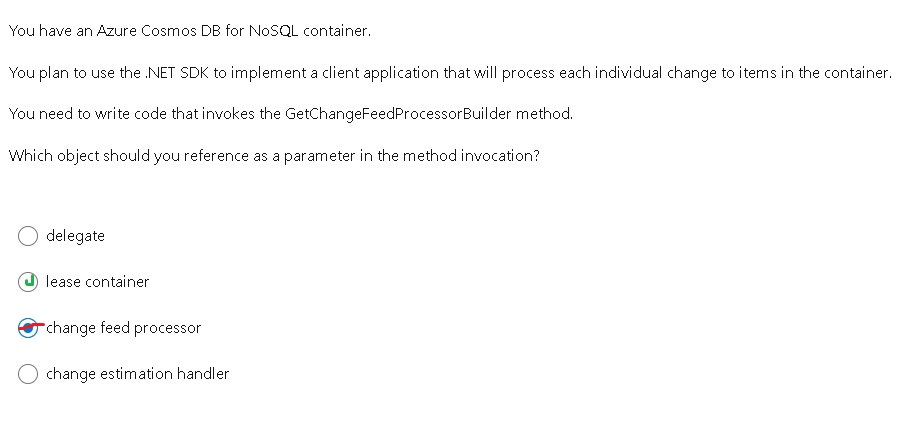 You have an Azure Cosmos DB for NoSQL container.
You plan to use the .NET SDK to implement a client application that will process each individual change to items in the container.
You need to write code that invokes the GetChangeFeedProcessorBuilder method.
Which object should you reference as a parameter in the method invocation?
delegate
lease container
change feed processor
change estimation handler